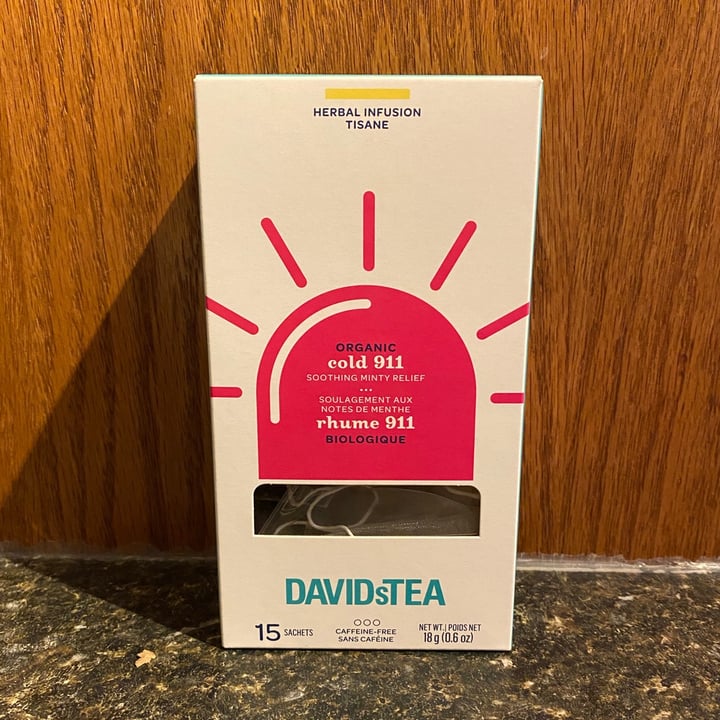 HERBAL INFUSION
TISANE
ORGANIC
cold 911
SOOTHING MINTY RELIEF
...
SOULAGEMENT AUX
NOTES DE MENTHE
rhume 911
BIOLOGIQUE
DAVIDsTEA
15 SACHETS
CAFFEINE-FREE
SANS CAFÉINE
NET WT. | POIDS NET
18 g (0.6 oz)